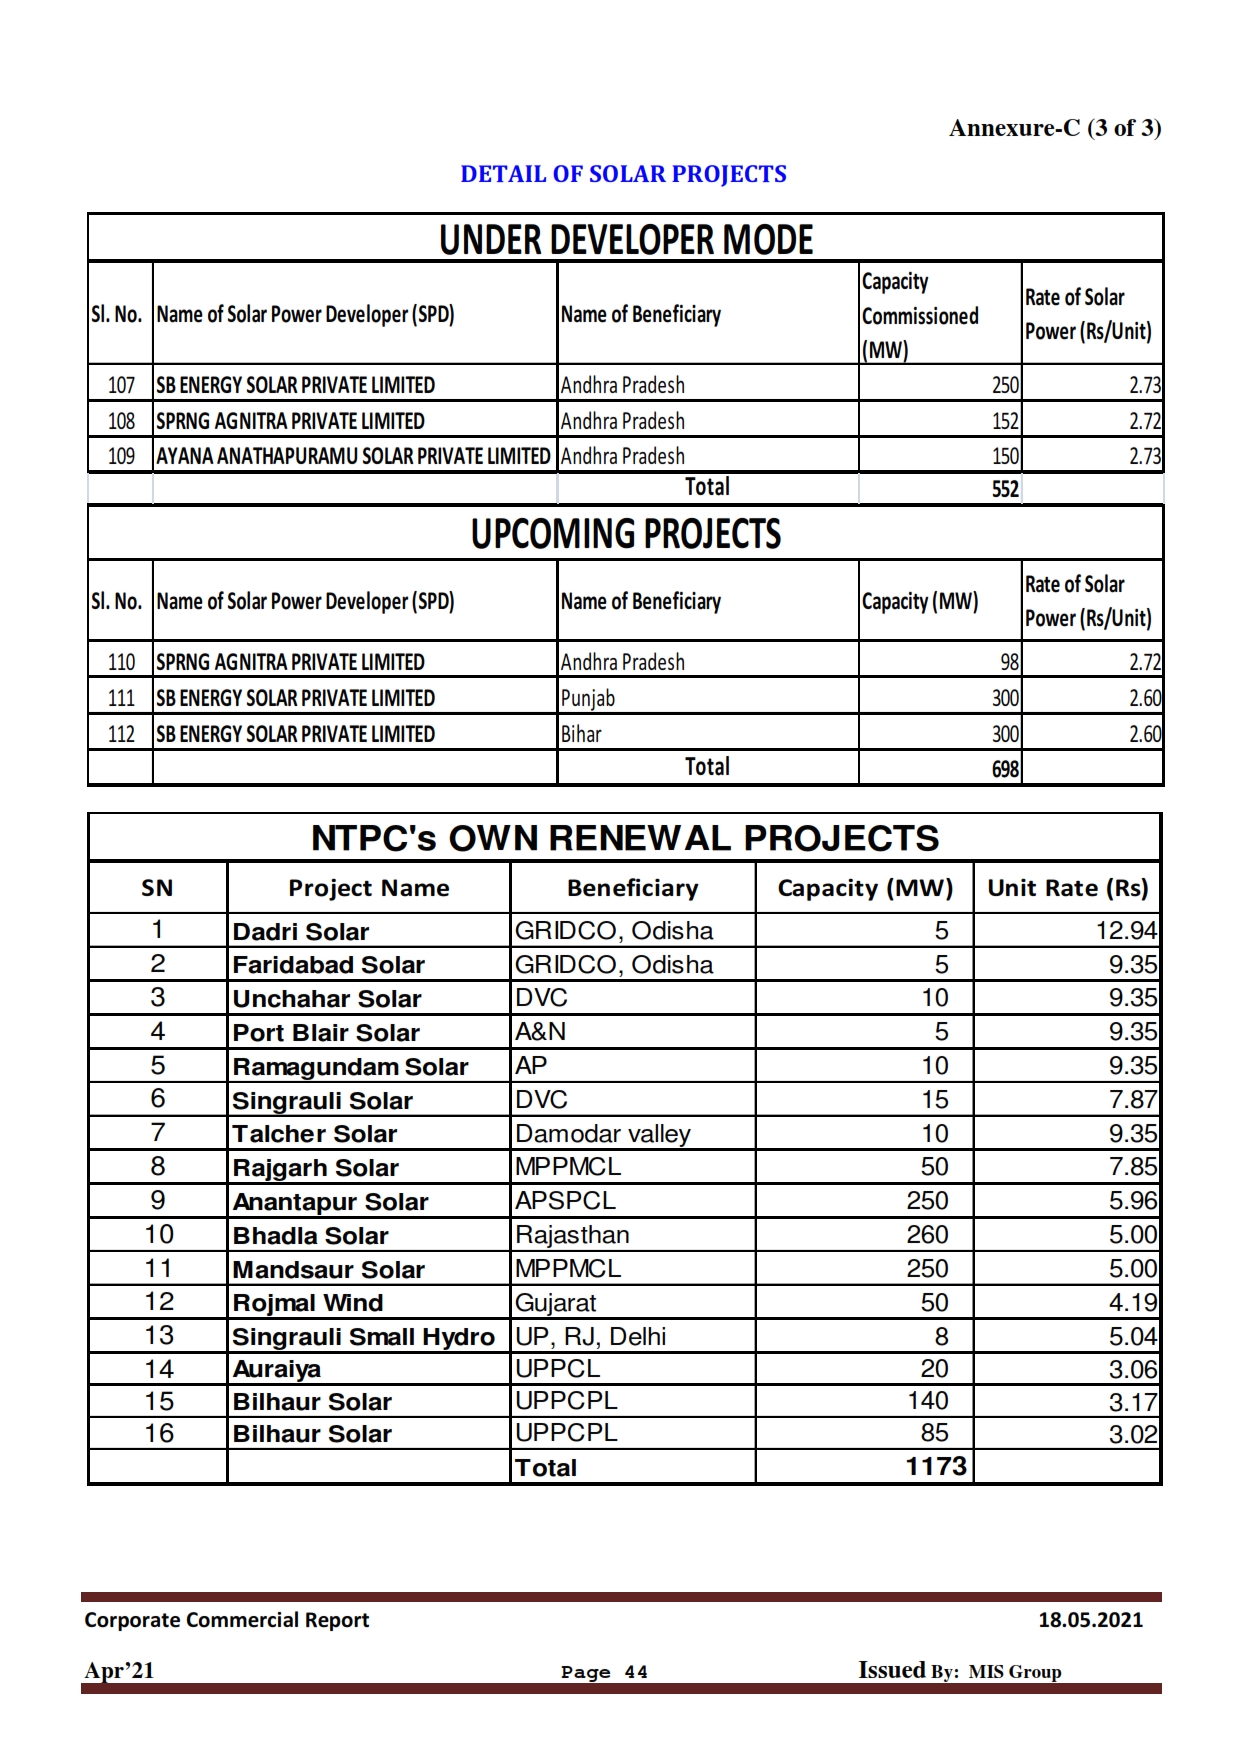 Annexure-C (3 of 3)
DETAIL OF SOLAR PROJECTS
UNDER DEVELOPER MODE
Sl. No. Name of Solar Power Developer (SPD) Name of Beneficiary Capacity Commissioned (MW) Rate of Solar Power (Rs/Unit)
107 SB ENERGY SOLAR PRIVATE LIMITED Andhra Pradesh 250 2.73
108 SPRNG AGNITRA PRIVATE LIMITED Andhra Pradesh 152 2.72
109 AYANA ANATHAPURAMU SOLAR PRIVATE LIMITED Andhra Pradesh 150 2.73
Total 552
UPCOMING PROJECTS
Sl. No. Name of Solar Power Developer (SPD) Name of Beneficiary Capacity (MW) Rate of Solar Power (Rs/Unit)
110 SPRNG AGNITRA PRIVATE LIMITED Andhra Pradesh 98 2.72
111 SB ENERGY SOLAR PRIVATE LIMITED Punjab 300 2.60
112 SB ENERGY SOLAR PRIVATE LIMITED Bihar 300 2.60
Total 698
NTPC's OWN RENEWAL PROJECTS
SN Project Name Beneficiary Capacity (MW) Unit Rate (Rs)
1 Dadri Solar GRIDCO, Odisha 5 12.94
2 Faridabad Solar GRIDCO, Odisha 5 9.35
3 Unchahar Solar DVC 10 9.35
4 Port Blair Solar A&N 5 9.35
5 Ramagundam Solar AP 10 9.35
6 Singrauli Solar DVC 15 7.87
7 Talcher Solar Damodar valley 10 9.35
8 Rajgarh Solar MPPMCL 50 7.85
9 Anantapur Solar APSPCL 250 5.96
10 Bhadla Solar Rajasthan 260 5.00
11 Mandsaur Solar MPPMCL 250 5.00
12 Rojmal Wind Gujarat 50 4.19
13 Singrauli Small Hydro UP, RJ, Delhi 8 5.04
14 Auraiya UPPCL 20 3.06
15 Bilhaur Solar UPPCPL 140 3.17
16 Bilhaur Solar UPPCPL 85 3.02
Total 1173
Corporate Commercial Report 18.05.2021
Apr’21 Page 44 Issued By: MIS Group